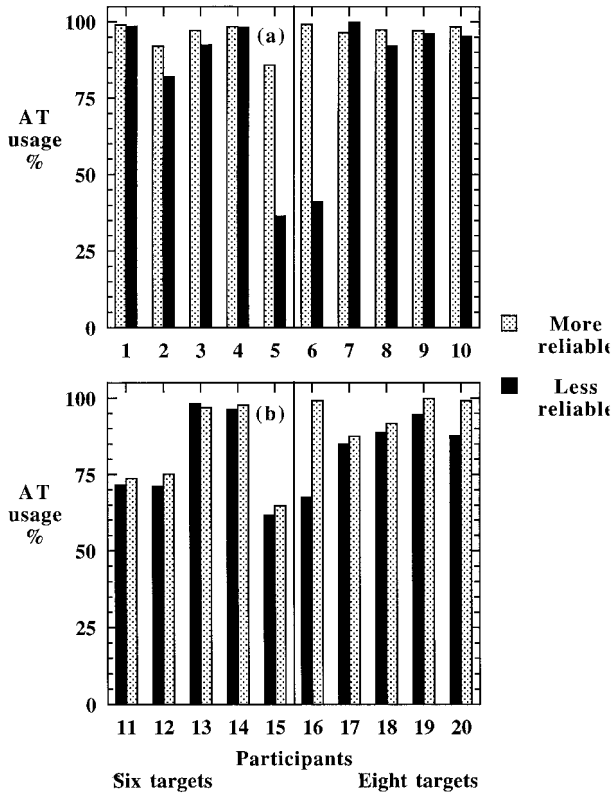 100
75
50
25
0
AT
usage
%
(a)
1 2 3 4 5 6 7 8 9 10
More
reliable
Less
reliable
100
75
50
25
0
AT
usage
%
(b)
11 12 13 14 15 16 17 18 19 20
Participants
Six targets Eight targets